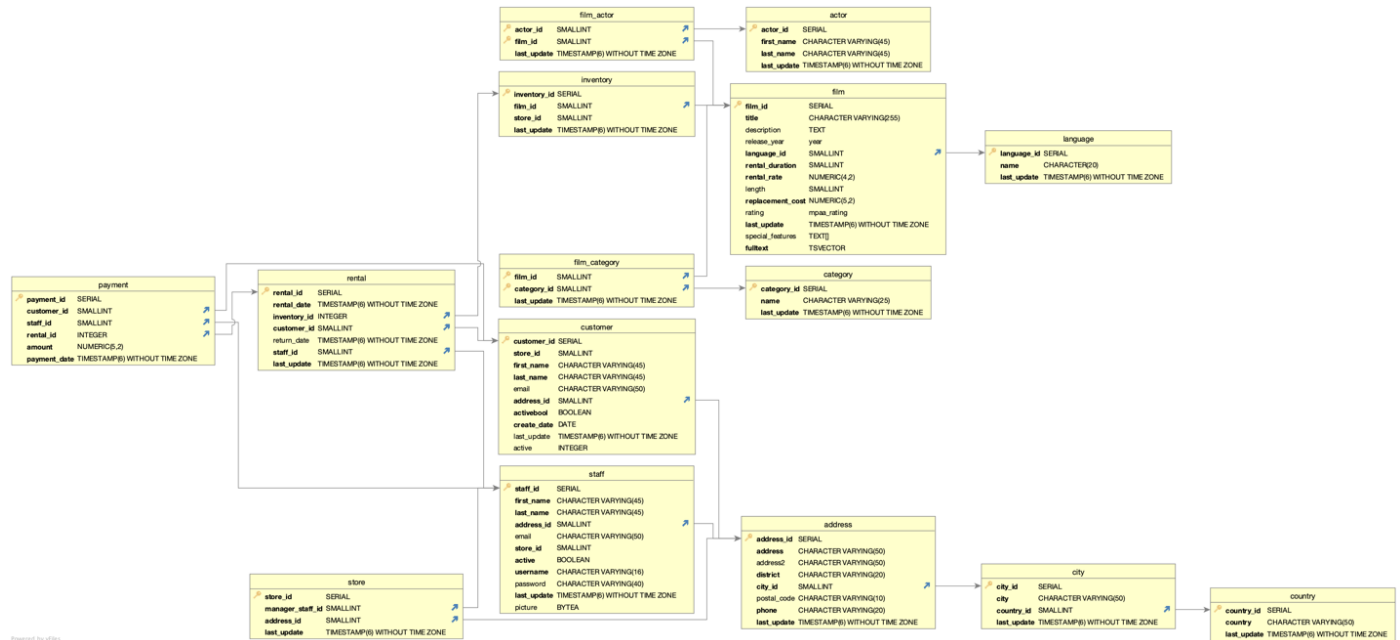 film_actor
actor_id SMALLINT
film_id SMALLINT
last_update TIMESTAMP(6) WITHOUT TIME ZONE
actor
actor_id SERIAL
first_name CHARACTER VARYING(45)
last_name CHARACTER VARYING(45)
last_update TIMESTAMP(6) WITHOUT TIME ZONE
inventory
inventory_id SERIAL
film_id SMALLINT
store_id SMALLINT
last_update TIMESTAMP(6) WITHOUT TIME ZONE
film
film_id SERIAL
title CHARACTER VARYING(255)
description TEXT
release_year year
language_id SMALLINT
rental_duration SMALLINT
rental_rate NUMERIC(4,2)
length SMALLINT
replacement_cost NUMERIC(5,2)
rating mpaa_rating
last_update TIMESTAMP(6) WITHOUT TIME ZONE
special_features TEXT[]
fulltext TSVECTOR
language
language_id SERIAL
name CHARACTER(20)
last_update TIMESTAMP(6) WITHOUT TIME ZONE
film_category
film_id SMALLINT
category_id SMALLINT
last_update TIMESTAMP(6) WITHOUT TIME ZONE
category
category_id SERIAL
name CHARACTER VARYING(25)
last_update TIMESTAMP(6) WITHOUT TIME ZONE
payment
payment_id SERIAL
customer_id SMALLINT
staff_id SMALLINT
rental_id INTEGER
amount NUMERIC(5,2)
payment_date TIMESTAMP(6) WITHOUT TIME ZONE
rental
rental_id SERIAL
rental_date TIMESTAMP(6) WITHOUT TIME ZONE
inventory_id INTEGER
customer_id SMALLINT
return_date TIMESTAMP(6) WITHOUT TIME ZONE
staff_id SMALLINT
last_update TIMESTAMP(6) WITHOUT TIME ZONE
customer
customer_id SERIAL
store_id SMALLINT
first_name CHARACTER VARYING(45)
last_name CHARACTER VARYING(45)
email CHARACTER VARYING(50)
address_id SMALLINT
activebool BOOLEAN
create_date DATE
last_update TIMESTAMP(6) WITHOUT TIME ZONE
active INTEGER
staff
staff_id SERIAL
first_name CHARACTER VARYING(45)
last_name CHARACTER VARYING(45)
address_id SMALLINT
email CHARACTER VARYING(50)
store_id SMALLINT
active BOOLEAN
username CHARACTER VARYING(16)
password CHARACTER VARYING(40)
last_update TIMESTAMP(6) WITHOUT TIME ZONE
picture BYTEA
store
store_id SERIAL
manager_staff_id SMALLINT
address_id SMALLINT
last_update TIMESTAMP(6) WITHOUT TIME ZONE
address
address_id SERIAL
address CHARACTER VARYING(50)
address2 CHARACTER VARYING(50)
district CHARACTER VARYING(20)
city_id SMALLINT
postal_code CHARACTER VARYING(10)
phone CHARACTER VARYING(20)
last_update TIMESTAMP(6) WITHOUT TIME ZONE
city
city_id SERIAL
city CHARACTER VARYING(50)
country_id SMALLINT
last_update TIMESTAMP(6) WITHOUT TIME ZONE
country
country_id SERIAL
country CHARACTER VARYING(50)
last_update TIMESTAMP(6) WITHOUT TIME ZONE
Powered by yFiles